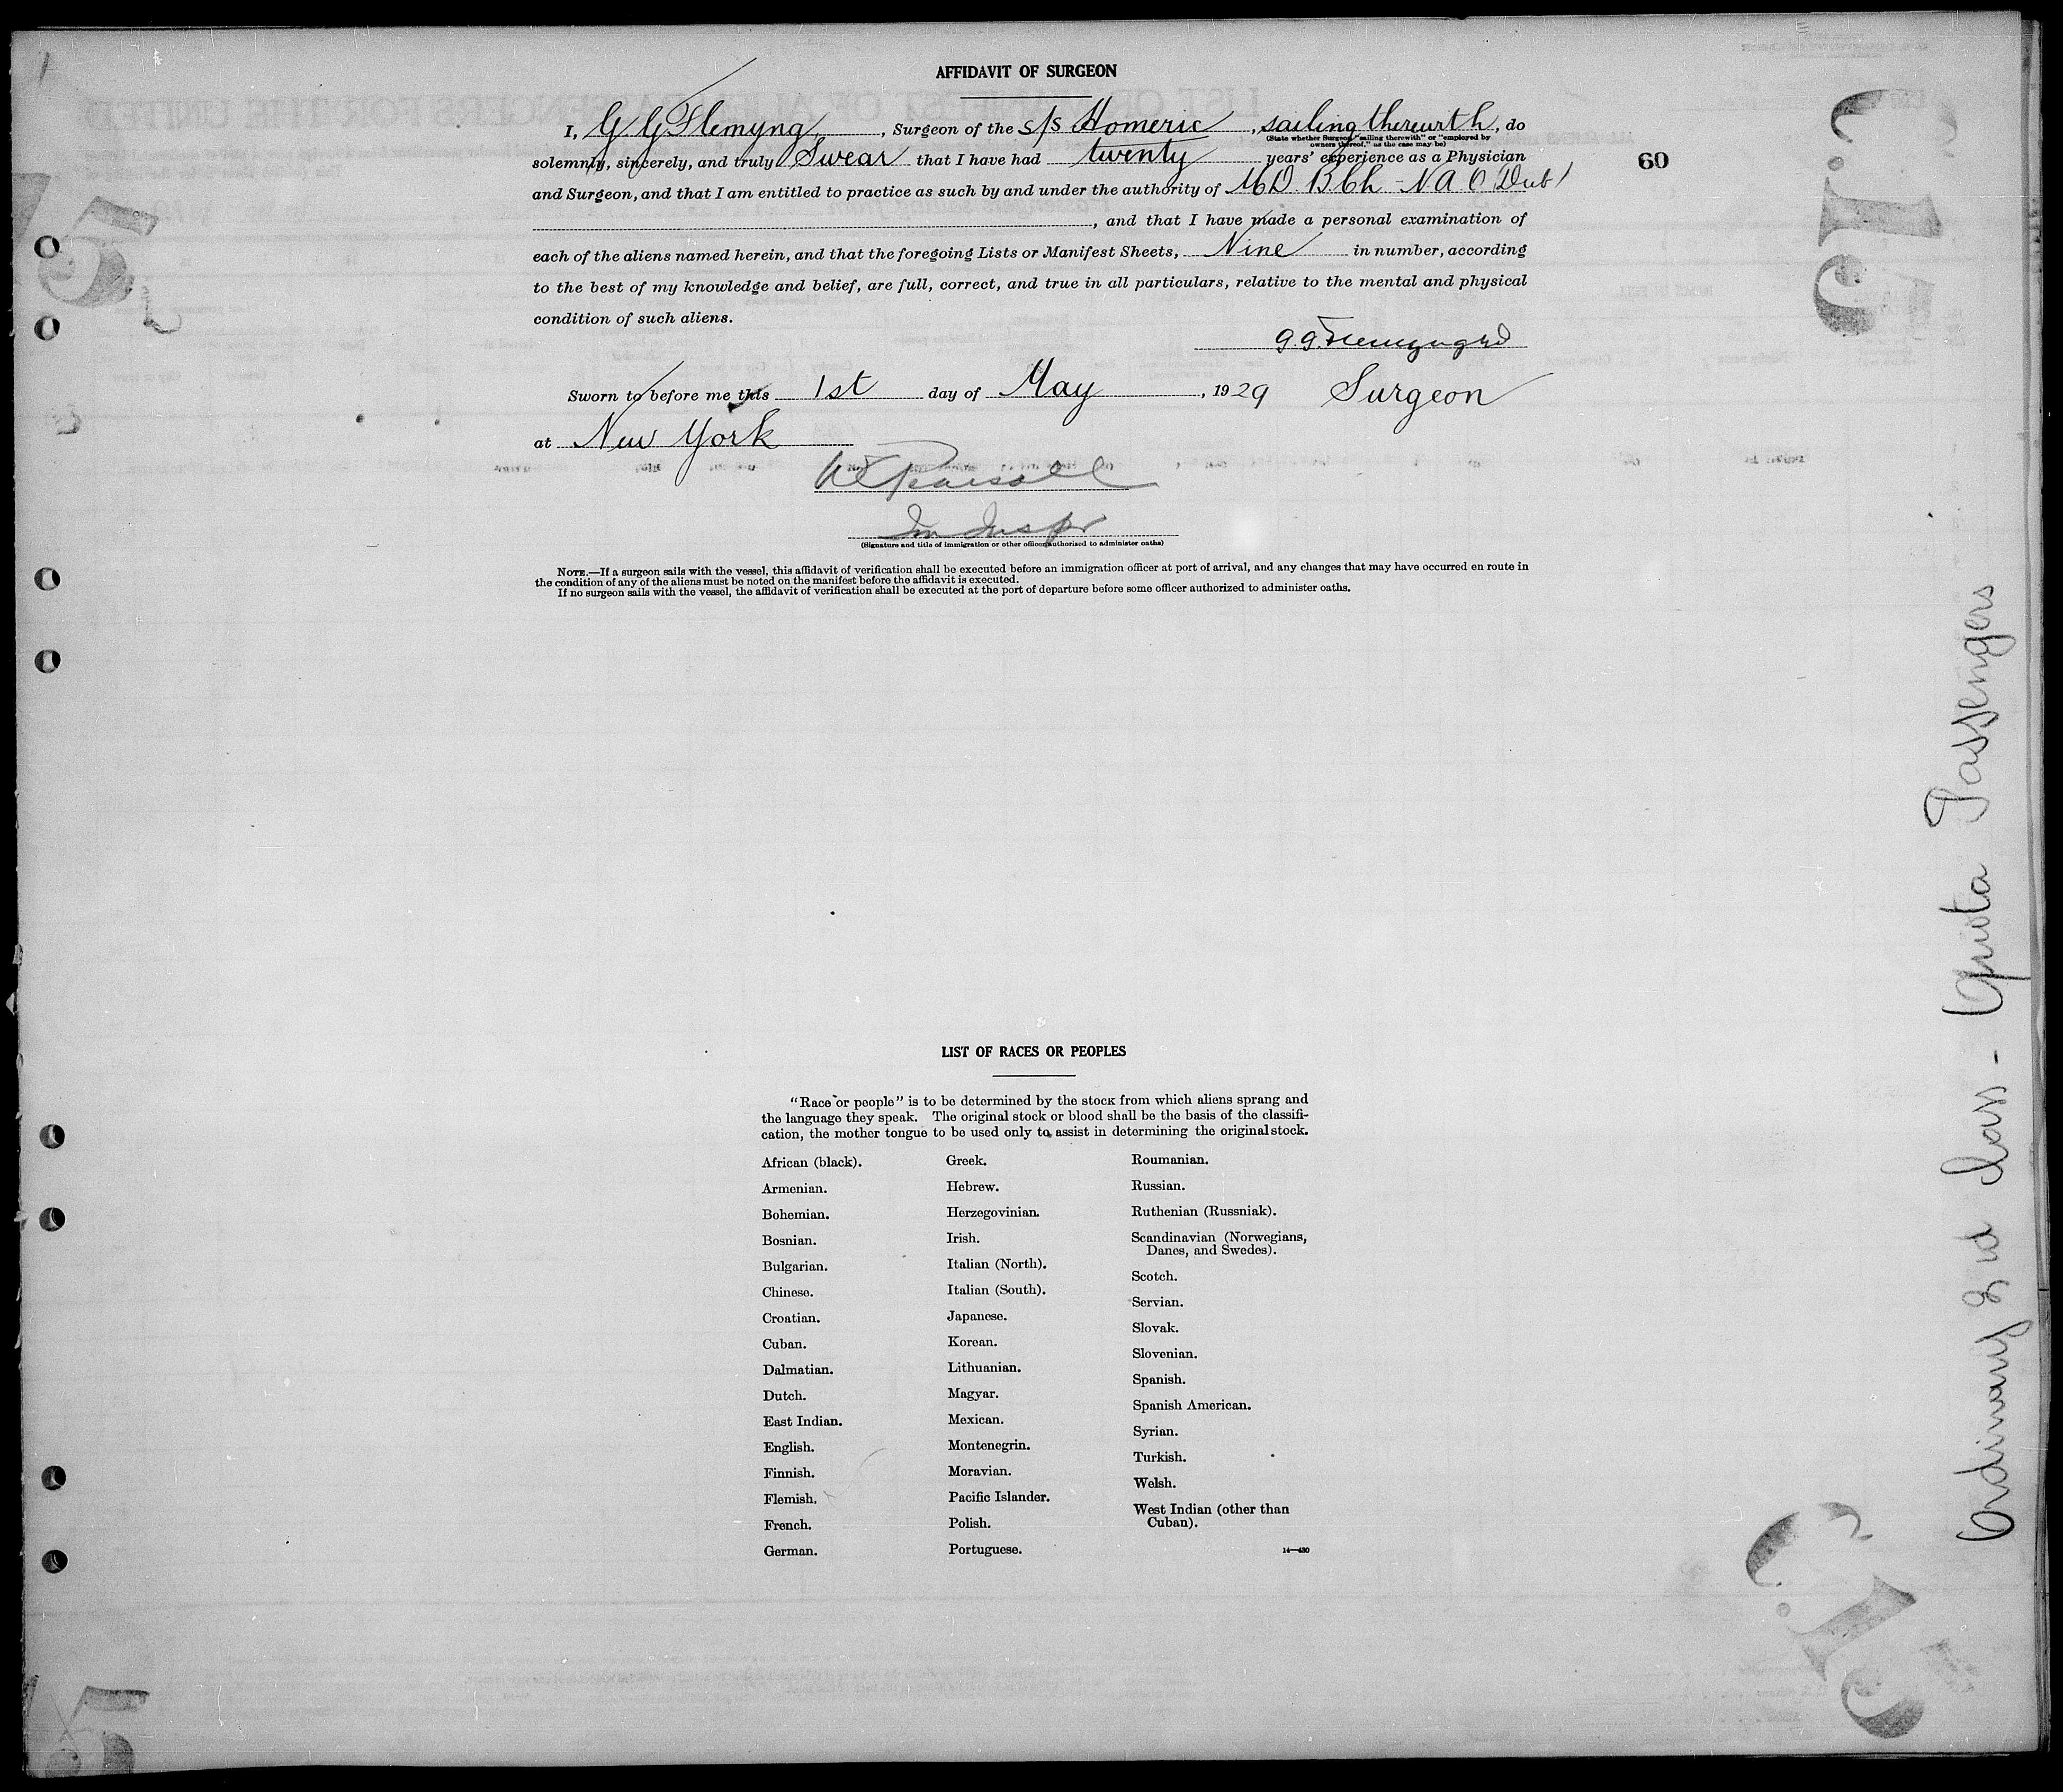 AFFIDAVIT OF SURGEON
I, G G Flemyng, Surgeon of the s/s Homeric, sailing therewith, do
(State whether Surgeon "sailing therewith" or "employed by
owners thereof," as the case may be)
solemnly, sincerely, and truly Swear that I have had twenty years' experience as a Physician
60
and Surgeon, and that I am entitled to practice as such by and under the authority of MD. BCh - Dub
, and that I have made a personal examination of
each of the aliens named herein, and that the foregoing Lists or Manifest Sheets, Nine in number, according
to the best of my knowledge and belief, are full, correct, and true in all particulars, relative to the mental and physical
condition of such aliens.
G.G. Flemyng MD
Sworn to before me this 1st day of May, 1929 Surgeon
at New York
Pearsall
Im Inspr
(Signature and title of immigration or other officer authorized to administer oaths)
NOTE.—If a surgeon sails with the vessel, this affidavit of verification shall be executed before an immigration officer at port of arrival, and any changes that may have occurred en route in
the condition of any of the aliens must be noted on the manifest before the affidavit is executed.
If no surgeon sails with the vessel, the affidavit of verification shall be executed at the port of departure before some officer authorized to administer oaths.
Ordinary 3rd Class - Quota Passengers
LIST OF RACES OR PEOPLES
"Race or people" is to be determined by the stock from which aliens sprang and
the language they speak. The original stock or blood shall be the basis of the classifi-
cation, the mother tongue to be used only to assist in determining the original stock.
African (black).
Armenian.
Bohemian.
Bosnian.
Bulgarian.
Chinese.
Croatian.
Cuban.
Dalmatian.
Dutch.
East Indian.
English.
Finnish.
Flemish.
French.
German.
Greek.
Hebrew.
Herzegovinian.
Irish.
Italian (North).
Italian (South).
Japanese.
Korean.
Lithuanian.
Magyar.
Mexican.
Montenegrin.
Moravian.
Pacific Islander.
Polish.
Portuguese.
Roumanian.
Russian.
Ruthenian (Russniak).
Scandinavian (Norwegians,
Danes, and Swedes).
Scotch.
Servian.
Slovak.
Slovenian.
Spanish.
Spanish American.
Syrian.
Turkish.
Welsh.
West Indian (other than
Cuban).
14—430